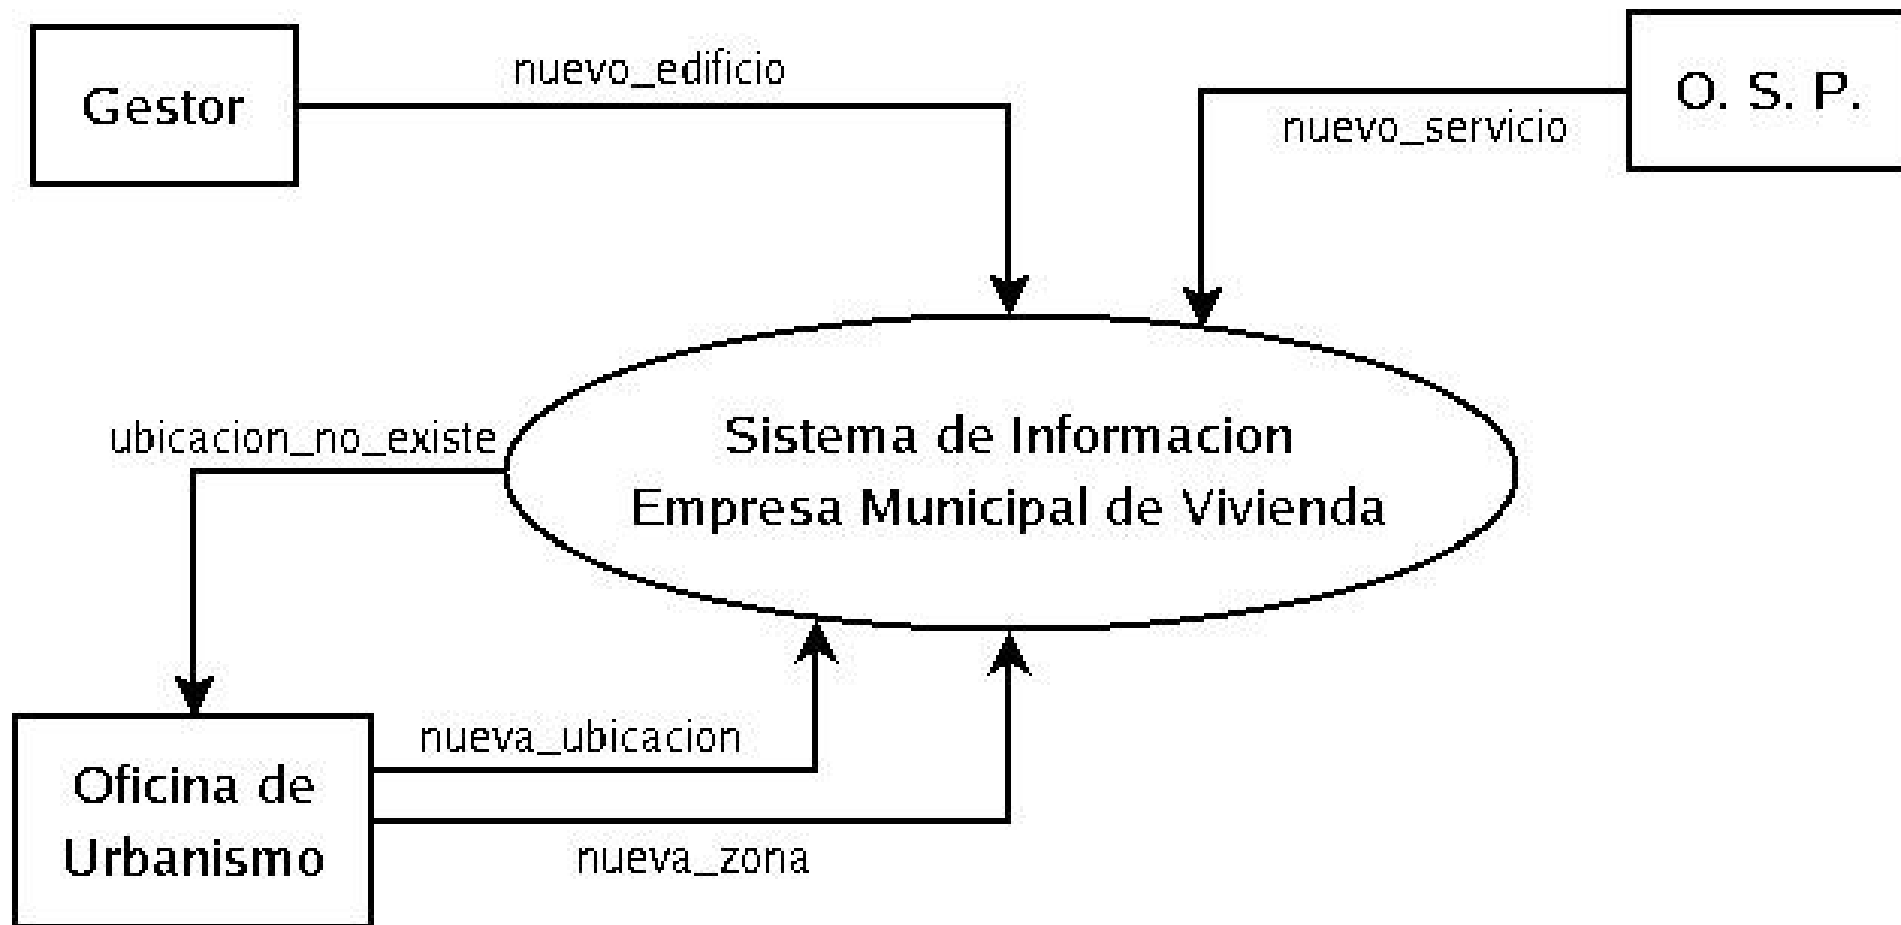 nuevo_edificio
Gestor
O. S. P.
nuevo_servicio
ubicacion_no_existe
Sistema de Informacion
Empresa Municipal de Vivienda
nueva_ubicacion
Oficina de
Urbanismo
nueva_zona